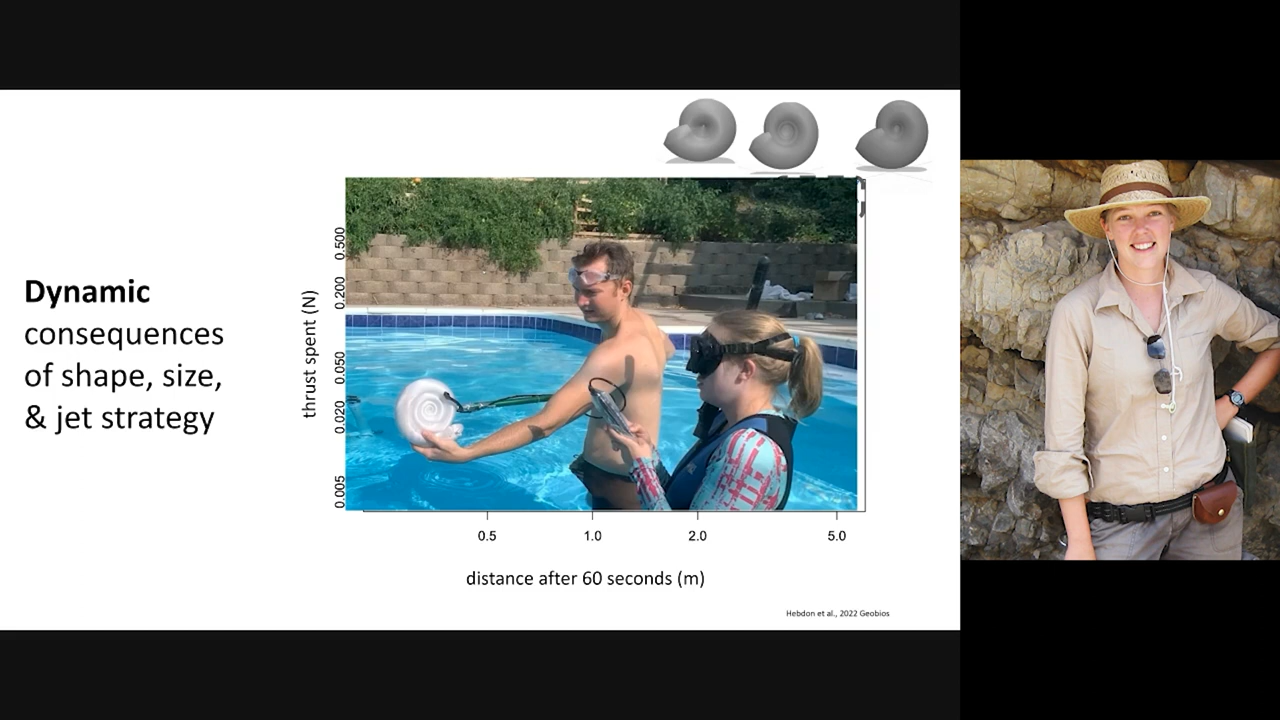 Dynamic
consequences
of shape, size,
& jet strategy
thrust spent (N)
0.500
0.200
0.050
0.020
0.005
0.5 1.0 2.0 5.0
distance after 60 seconds (m)
Hebdon et al., 2022 Geobios